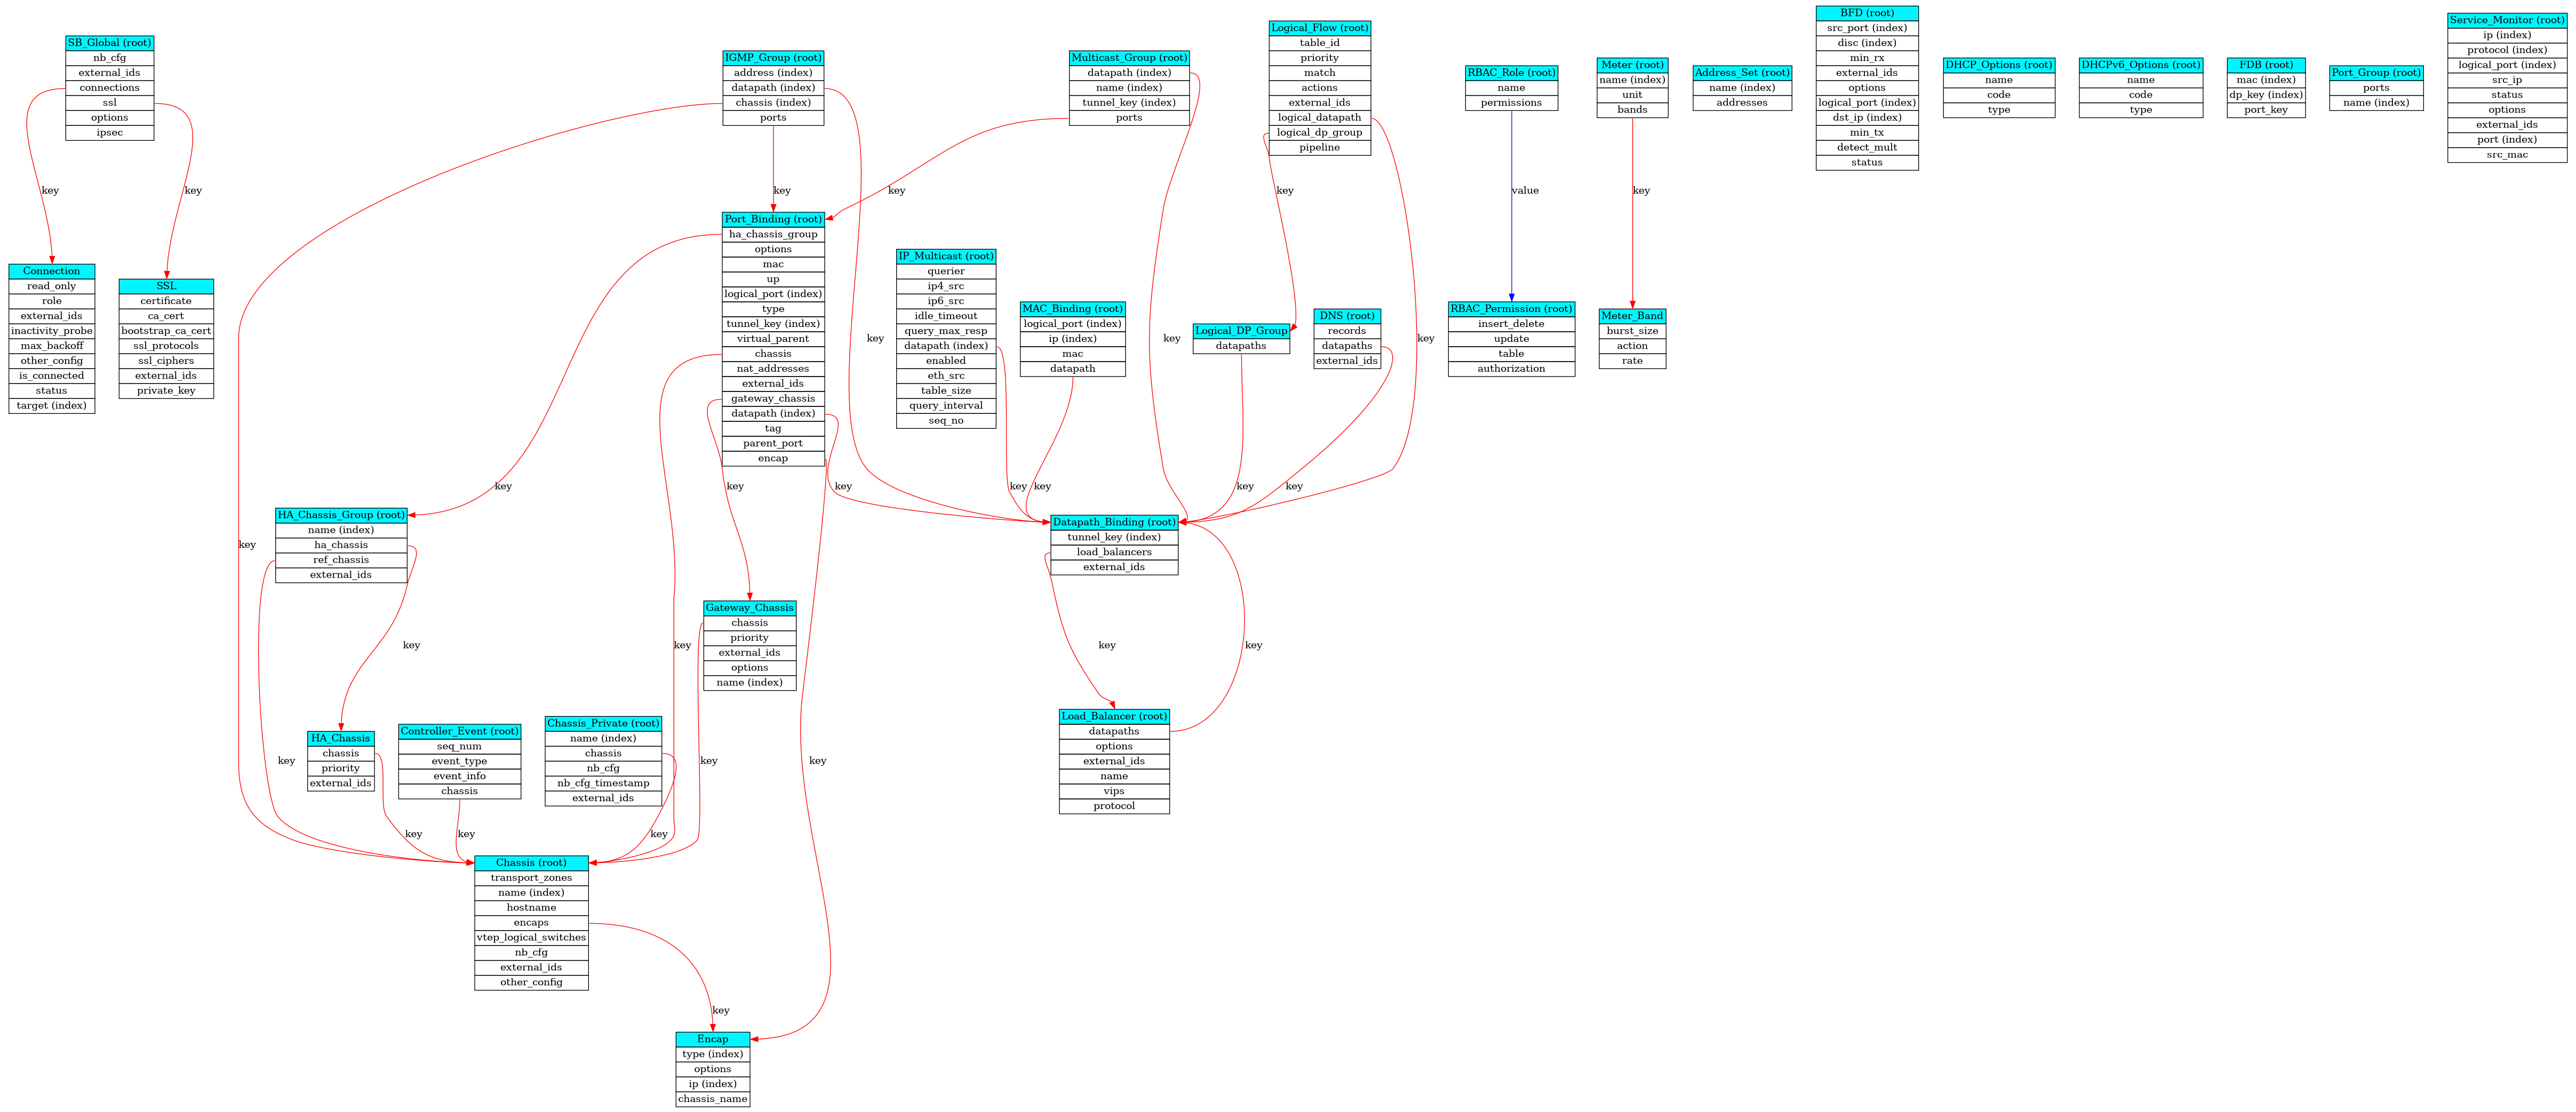 SB_Global (root)
nb_cfg
external_ids
connections
ssl
options
ipsec
key
key
Connection
read_only
role
external_ids
inactivity_probe
max_backoff
other_config
is_connected
status
target (index)
SSL
certificate
ca_cert
bootstrap_ca_cert
ssl_protocols
ssl_ciphers
external_ids
private_key
IGMP_Group (root)
address (index)
datapath (index)
chassis (index)
ports
key
key
key
Multicast_Group (root)
datapath (index)
name (index)
tunnel_key (index)
ports
key
key
Logical_Flow (root)
table_id
priority
match
actions
external_ids
logical_datapath
logical_dp_group
pipeline
key
key
Port_Binding (root)
ha_chassis_group
options
mac
up
logical_port (index)
type
tunnel_key (index)
virtual_parent
chassis
nat_addresses
external_ids
gateway_chassis
datapath (index)
tag
parent_port
encap
key
key
key
key
key
IP_Multicast (root)
querier
ip4_src
ip6_src
idle_timeout
query_max_resp
datapath (index)
enabled
eth_src
table_size
query_interval
seq_no
key
MAC_Binding (root)
logical_port (index)
ip (index)
mac
datapath
key
Logical_DP_Group
datapaths
key
DNS (root)
records
datapaths
external_ids
key
RBAC_Role (root)
name
permissions
value
RBAC_Permission (root)
insert_delete
update
table
authorization
Meter (root)
name (index)
unit
bands
key
Meter_Band
burst_size
action
rate
Address_Set (root)
name (index)
addresses
BFD (root)
src_port (index)
disc (index)
min_rx
external_ids
options
logical_port (index)
dst_ip (index)
min_tx
detect_mult
status
DHCP_Options (root)
name
code
type
DHCPv6_Options (root)
name
code
type
FDB (root)
mac (index)
dp_key (index)
port_key
Port_Group (root)
ports
name (index)
Service_Monitor (root)
ip (index)
protocol (index)
logical_port (index)
src_ip
status
options
external_ids
port (index)
src_mac
HA_Chassis_Group (root)
name (index)
ha_chassis
ref_chassis
external_ids
key
key
Datapath_Binding (root)
tunnel_key (index)
load_balancers
external_ids
key
Gateway_Chassis
chassis
priority
external_ids
options
name (index)
key
HA_Chassis
chassis
priority
external_ids
key
Controller_Event (root)
seq_num
event_type
event_info
chassis
key
Chassis_Private (root)
name (index)
chassis
nb_cfg
nb_cfg_timestamp
external_ids
key
Load_Balancer (root)
datapaths
options
external_ids
name
vips
protocol
key
Chassis (root)
transport_zones
name (index)
hostname
encaps
vtep_logical_switches
nb_cfg
external_ids
other_config
key
Encap
type (index)
options
ip (index)
chassis_name